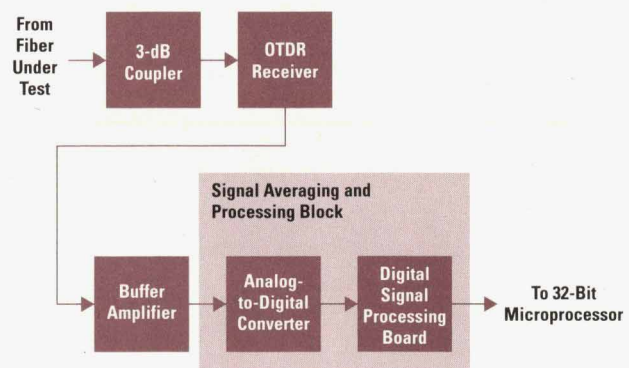 From
Fiber
Under
Test
3-dB
Coupler
OTDR
Receiver
Signal Averaging and
Processing Block
Buffer
Amplifier
Analog-
to-Digital
Converter
Digital
Signal
Processing
Board
To 32-Bit
Microprocessor